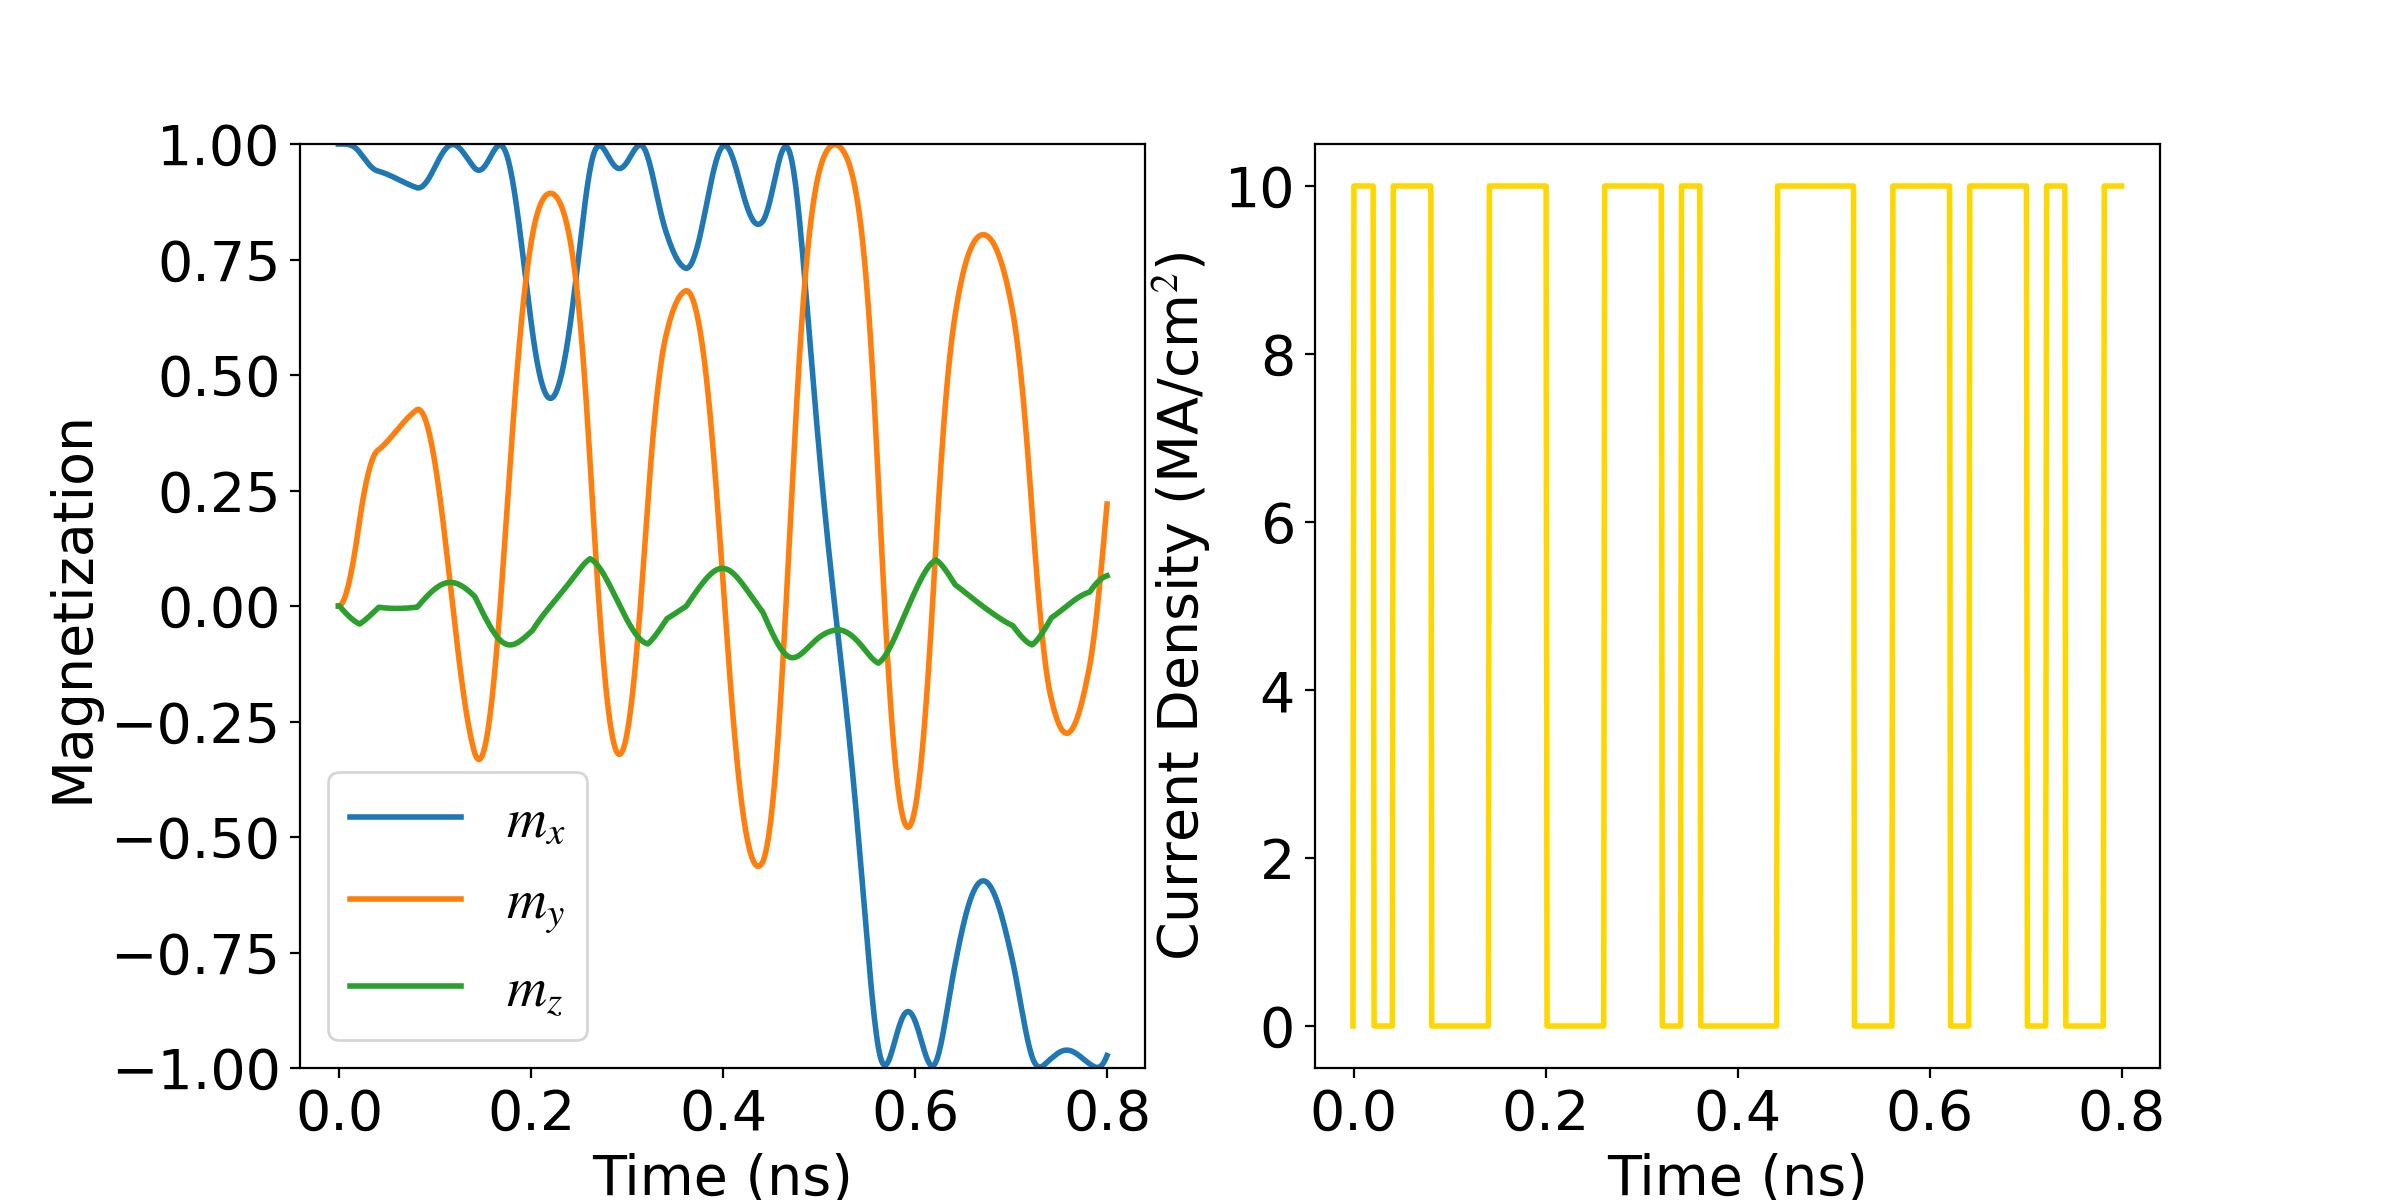 Magnetization
1.00
0.75
0.50
0.25
0.00
−0.25
−0.50
−0.75
−1.00
m_x
m_y
m_z
0.0 0.2 0.4 0.6 0.8
Time (ns)
Current Density (MA/cm²)
10
8
6
4
2
0
0.0 0.2 0.4 0.6 0.8
Time (ns)